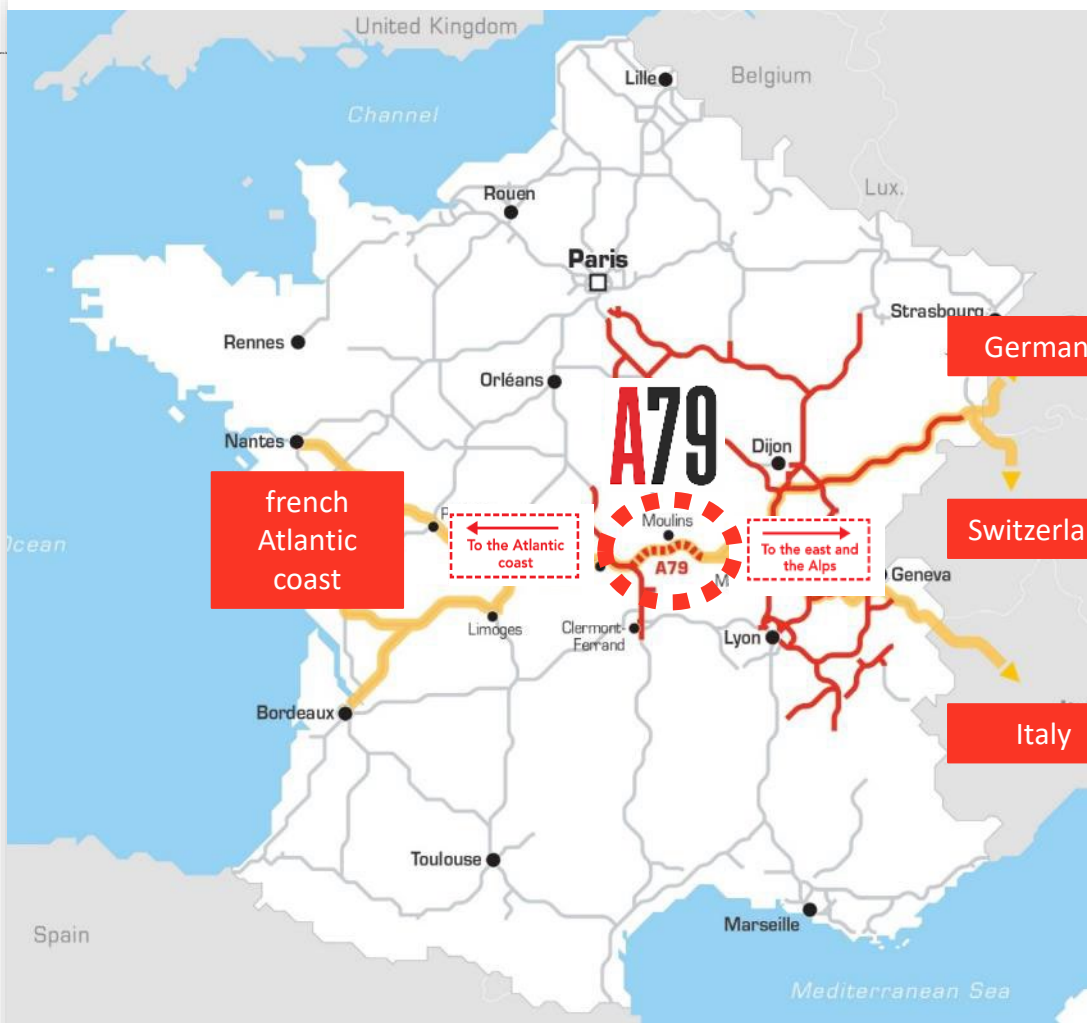 United Kingdom
Belgium
Lille
Channel
Lux.
Rouen
Paris
Strasbourg
Rennes
German
Orléans
A79
Nantes
Dijon
french
Atlantic
coast
Switzerla
Moulins
To the Atlantic
coast
To the east and
the Alps
A79
M
Geneva
P
Ocean
Limoges
Clermont-
Ferrand
Lyon
Bordeaux
Italy
Toulouse
Marseille
Spain
Mediterranean Sea